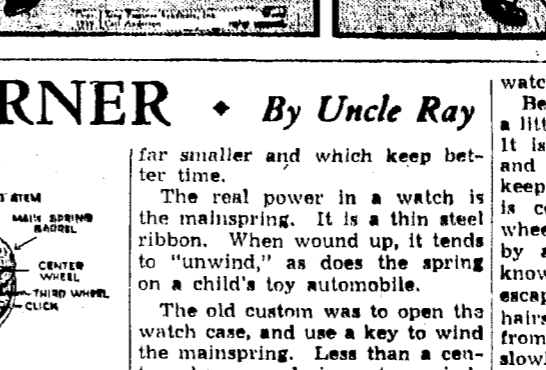 RNER ♦ By Uncle Ray
STEM
MAIN SPRING
BARREL
CENTER
WHEEL
THIRD WHEEL
CLICK
far smaller and which keep bet-
ter time.
The real power in a watch is
the mainspring. It is a thin steel
ribbon. When wound up, it tends
to "unwind," as does the spring
on a child's toy automobile.
The old custom was to open the
watch case, and use a key to wind
the mainspring. Less than a cen-
watc
Be
a litt
It is
and
keep
is c
whee
by a
know
escap
hairs
from
slowl